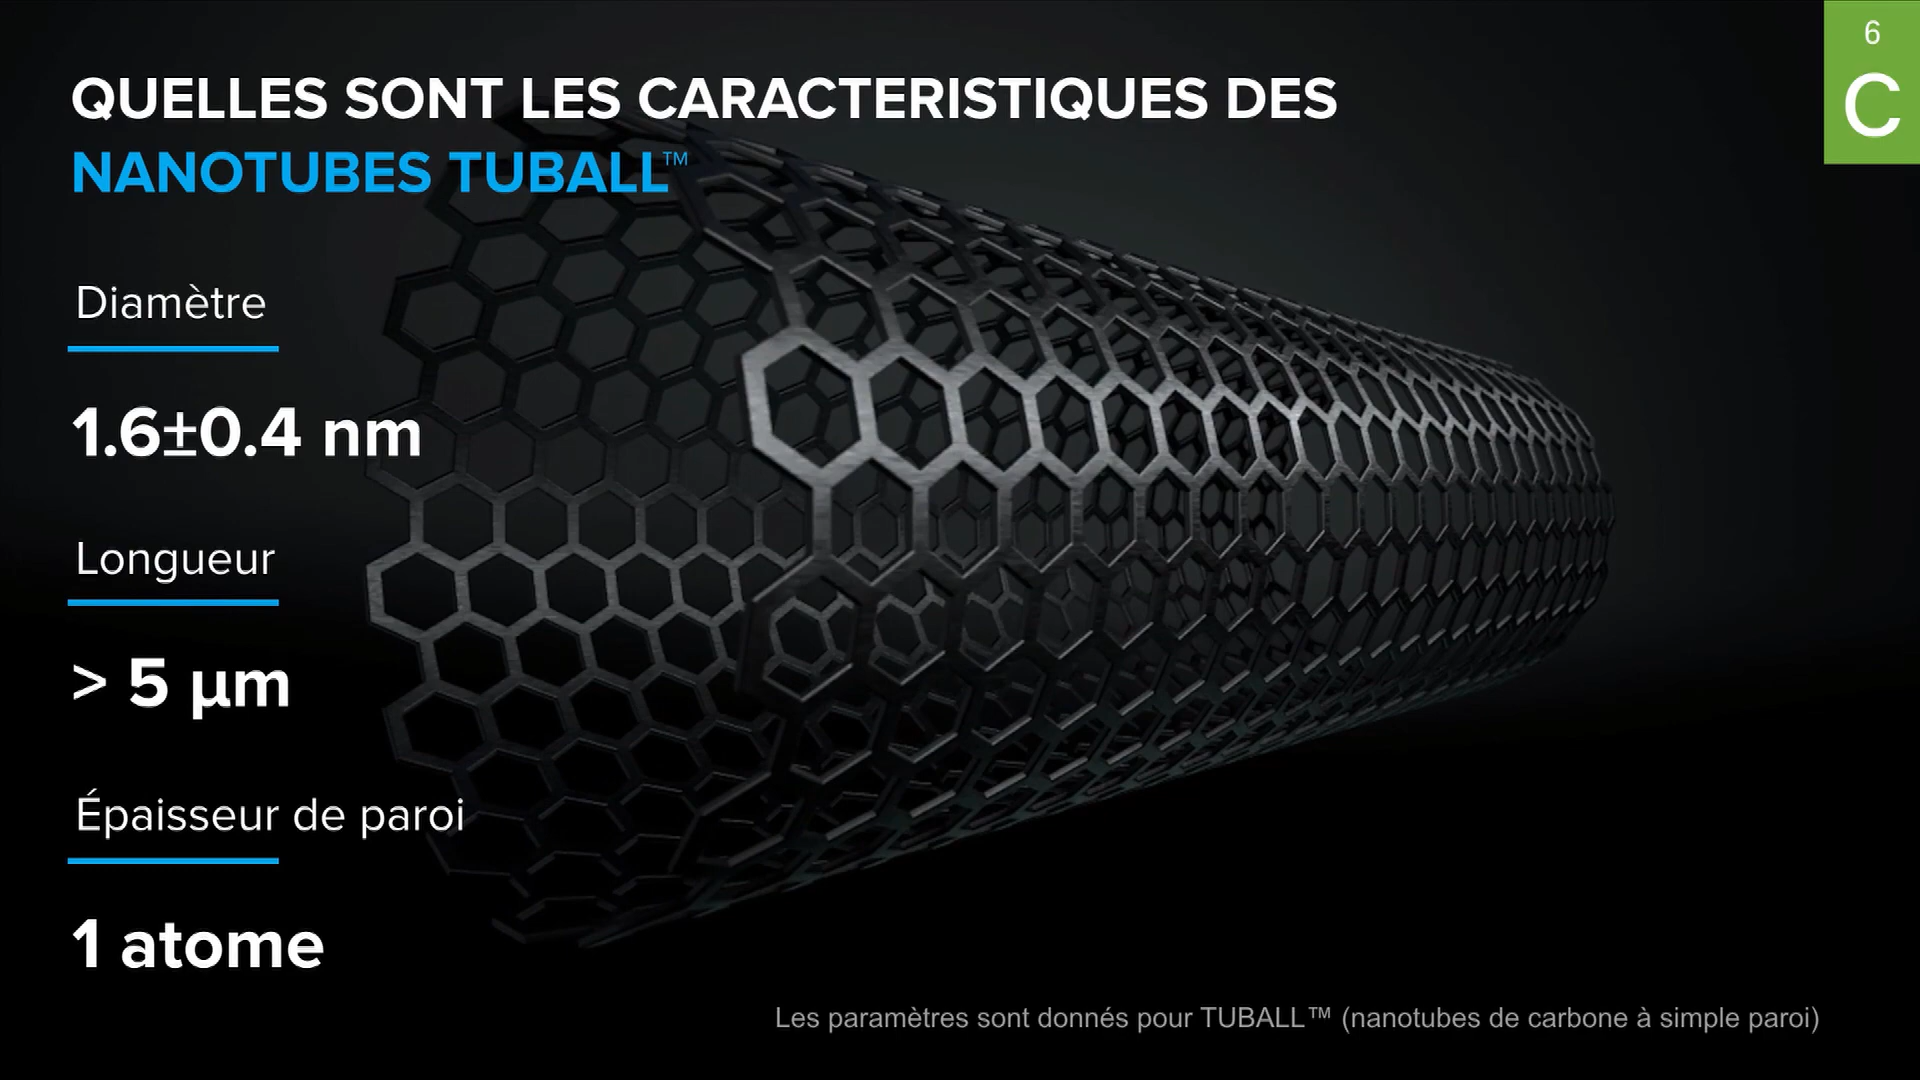 6
C
QUELLES SONT LES CARACTERISTIQUES DES
NANOTUBES TUBALL™
Diamètre
1.6±0.4 nm
Longueur
> 5 µm
Épaisseur de paroi
1 atome
Les paramètres sont donnés pour TUBALL™ (nanotubes de carbone à simple paroi)